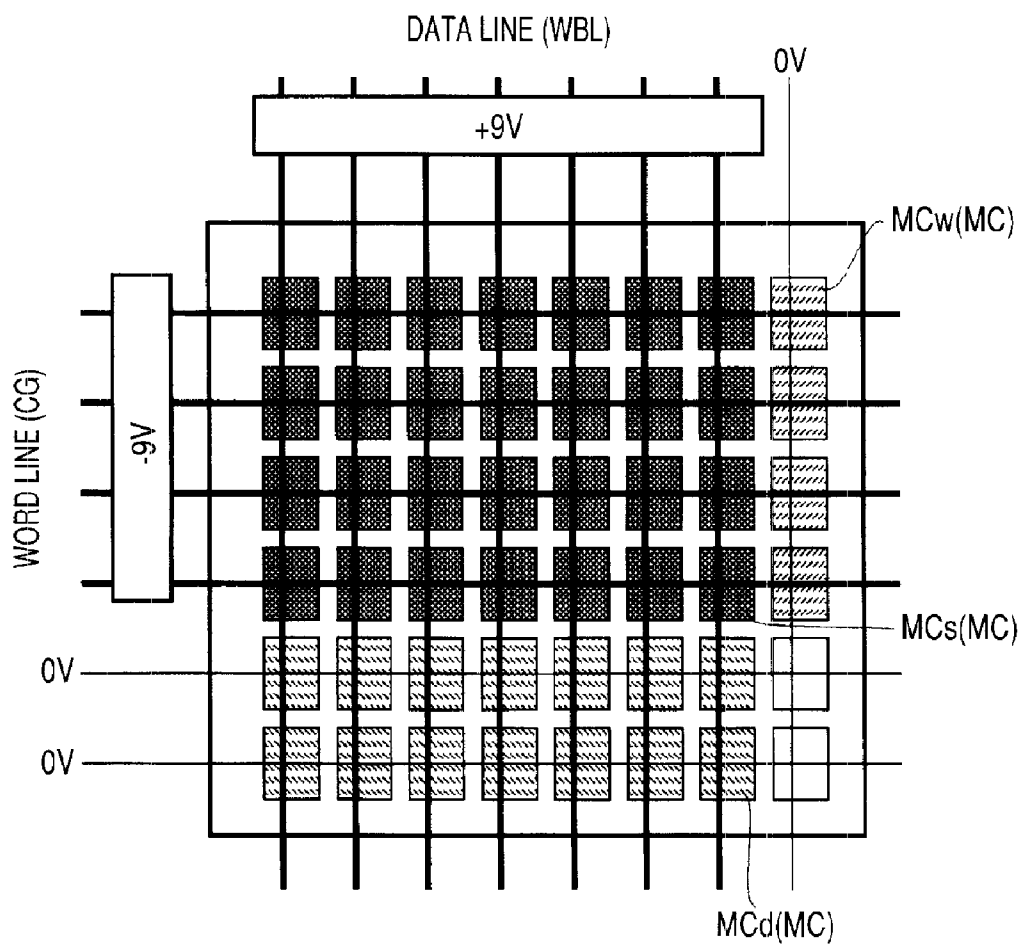 DATA LINE (WBL)
0V
+9V
MCw(MC)
WORD LINE (CG)
-9V
MCs(MC)
0V
0V
MCd(MC)